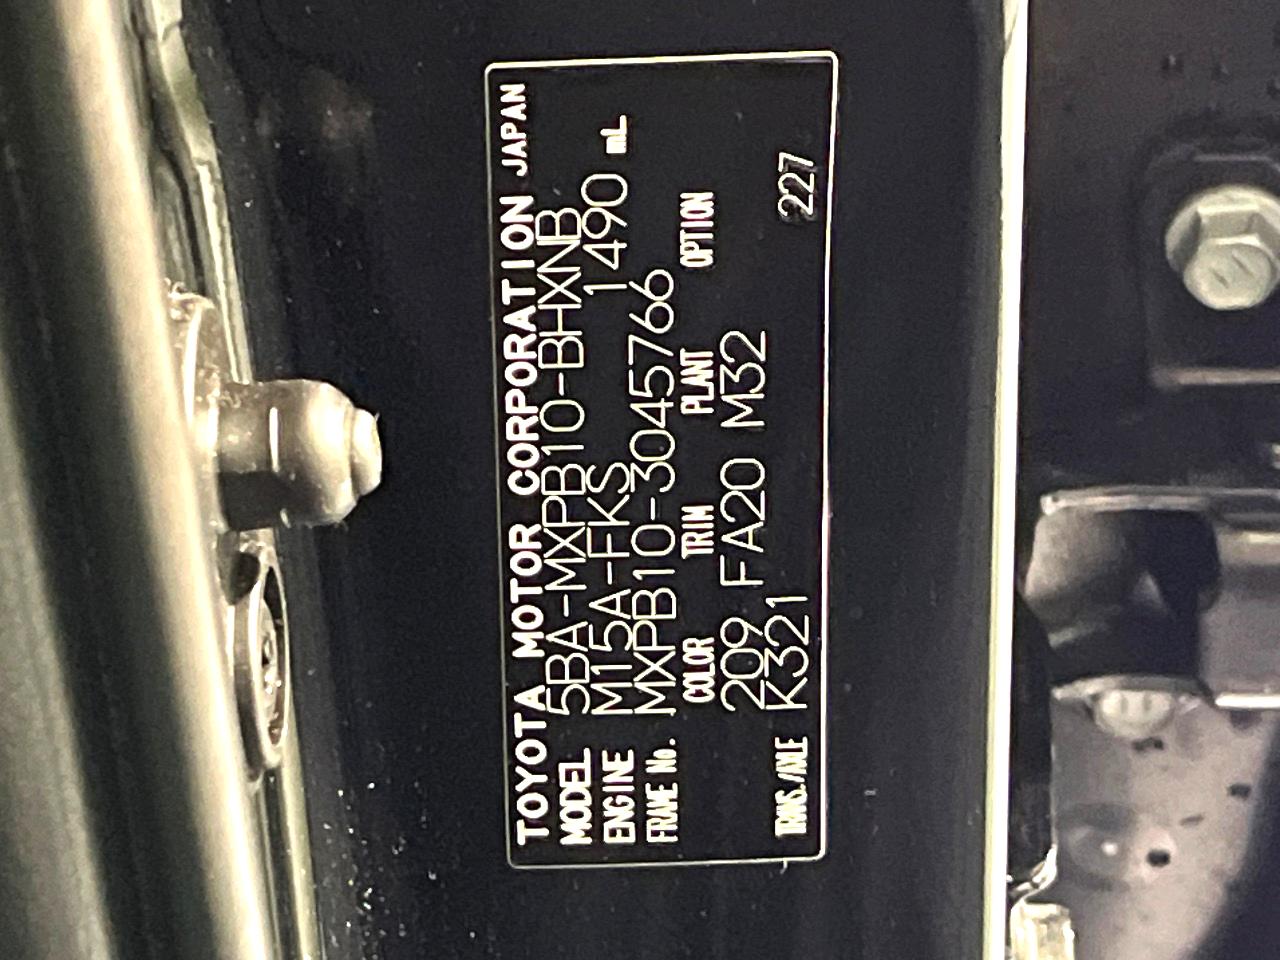 TOYOTA MOTOR CORPORATION JAPAN
MODEL 5BA-MXPB10-BHXNB
ENGINE M15A-FKS 1490 mL
FRAME No. MXPB10-3045766
COLOR TRIM PLANT OPTION
209 FA20 M32
TRANS./AXLE K321 227